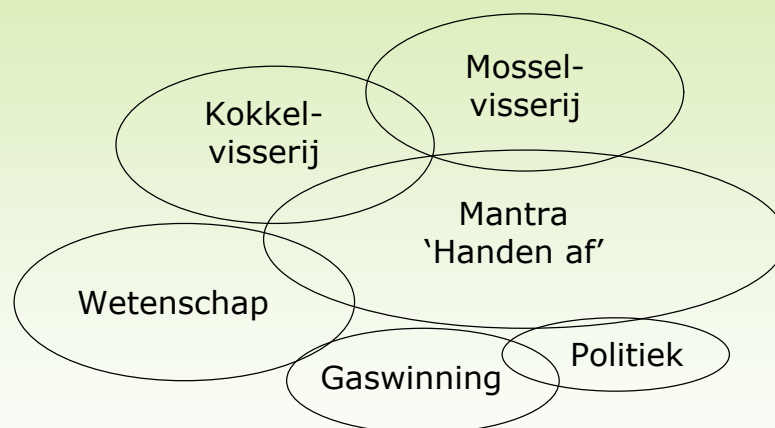 Mossel-
visserij
Kokkel-
visserij
Mantra
‘Handen af’
Wetenschap
Politiek
Gaswinning